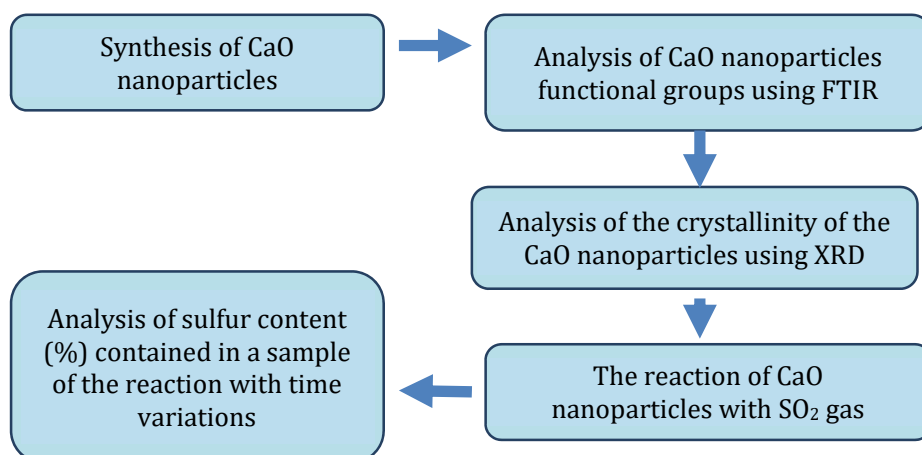 Synthesis of CaO
nanoparticles
Analysis of CaO nanoparticles
functional groups using FTIR
Analysis of the crystallinity of the
CaO nanoparticles using XRD
The reaction of CaO
nanoparticles with SO₂ gas
Analysis of sulfur content
(%) contained in a sample
of the reaction with time
variations